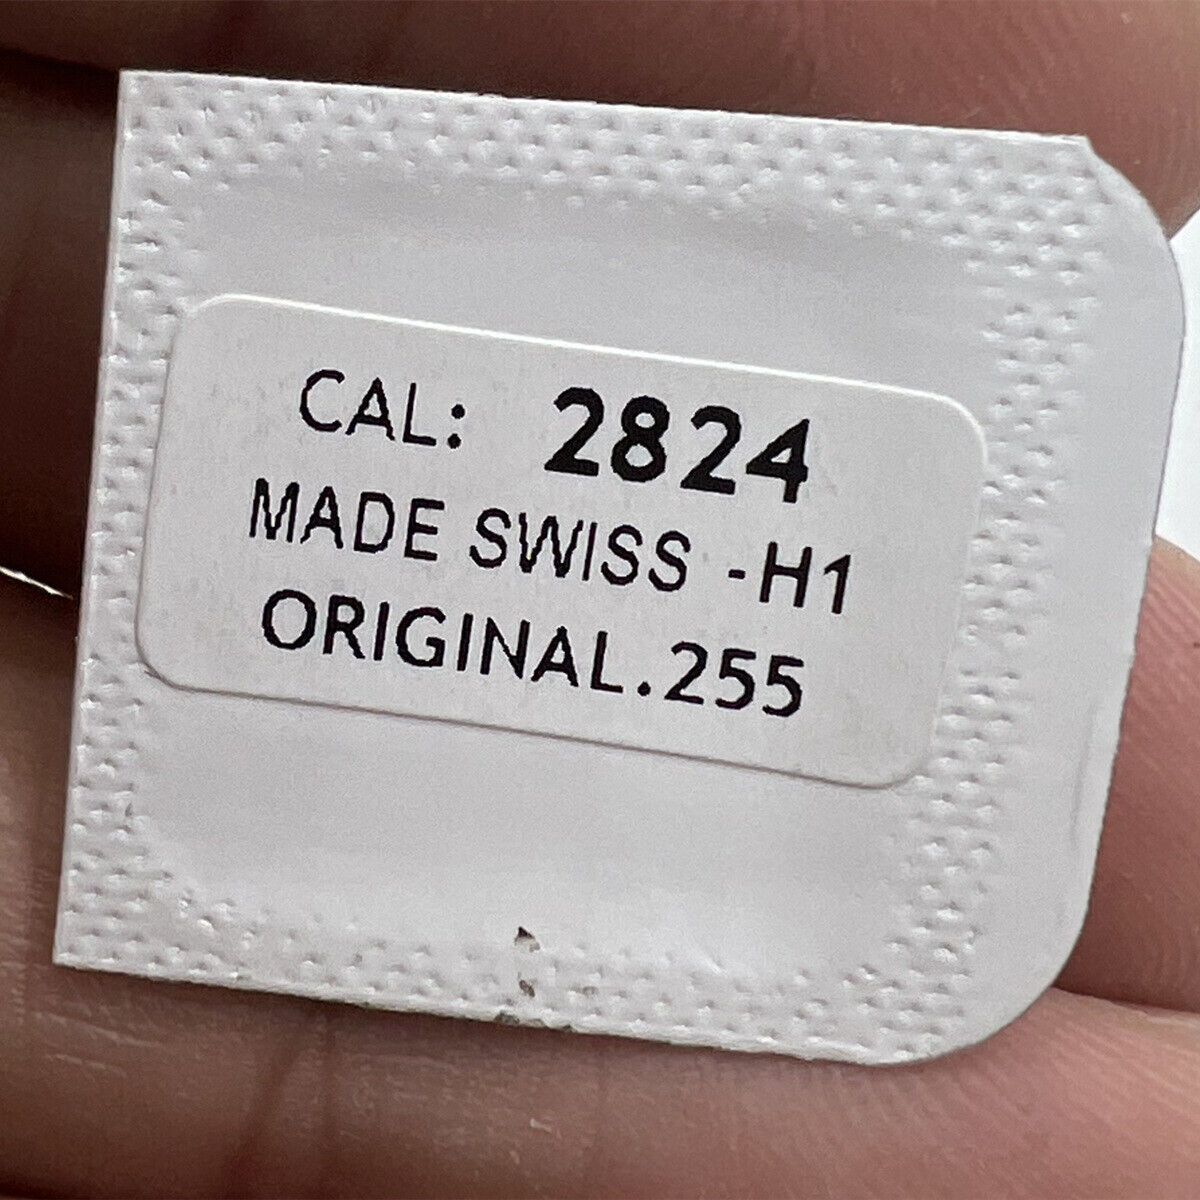 CAL: 2824
MADE SWISS -H1
ORIGINAL.255